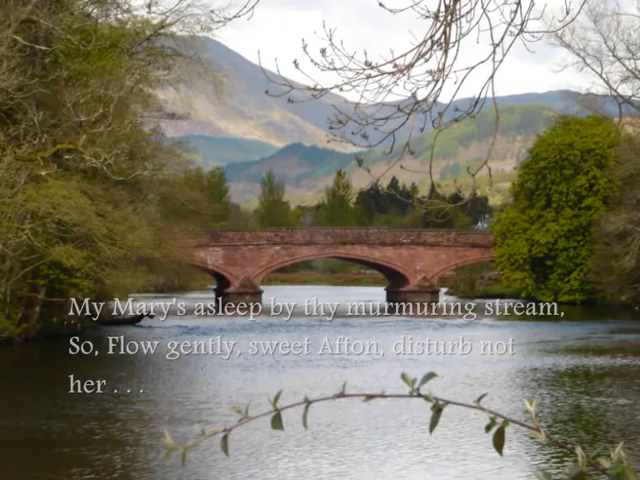 My Mary's asleep by thy murmuring stream,
So, Flow gently, sweet Afton, disturb not
her . . .